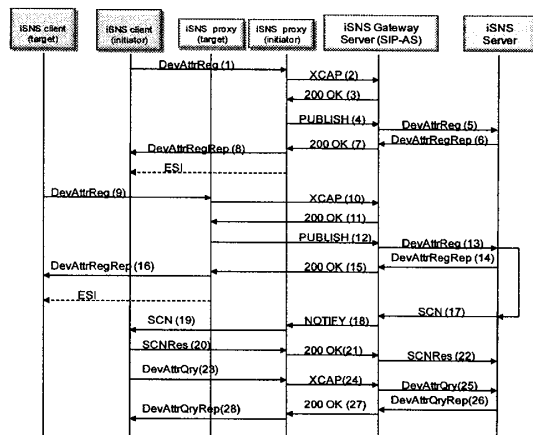 iSNS client
(target)
iSNS client
(initiator)
iSNS proxy
(target)
iSNS proxy
(initiator)
iSNS Gateway
Server (SIP-AS)
iSNS
Server
DevAttrReg (1)
XCAP (2)
200 OK (3)
PUBLISH (4)
DevAttrReg (5)
DevAttrRegRep (6)
200 OK (7)
DevAttrRegRep (8)
ESI
DevAttrReg (9)
XCAP (10)
200 OK (11)
PUBLISH (12)
DevAttrReg (13)
DevAttrRegRep (14)
200 OK (15)
DevAttrRegRep (16)
ESI
SCN (17)
NOTIFY (18)
SCN (19)
SCNRes (20)
200 OK(21)
SCNRes (22)
DevAttrQry(23)
XCAP(24)
DevAttrQry(25)
DevAttrQryRep(26)
200 OK (27)
DevAttrQryRep(28)